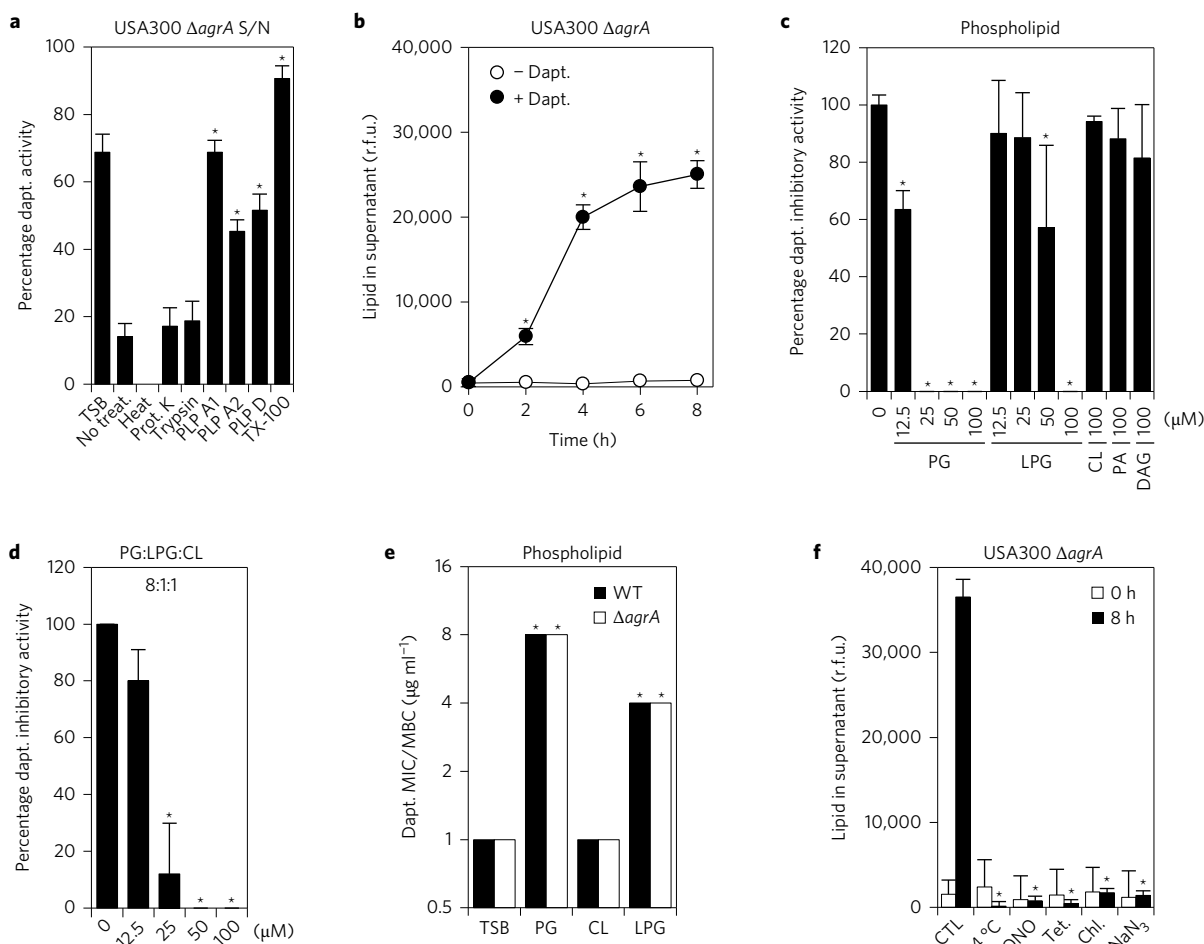 a
USA300 ΔagrA S/N
Percentage dapt. activity
100
80
60
40
20
0
TSB
No treat.
Heat
Prot. K
Trypsin
PLP A1
PLP A2
PLP D
TX-100
* * * * *
b
USA300 ΔagrA
Lipid in supernatant (r.f.u.)
40,000
30,000
20,000
10,000
0
– Dapt.
+ Dapt.
* * * *
0 2 4 6 8
Time (h)
c
Phospholipid
Percentage dapt. inhibitory activity
120
100
80
60
40
20
0
* * * * * *
0 12.5 25 50 100 12.5 25 50 100 100 100 100 (μM)
PG LPG CL PA DAG
d
PG:LPG:CL
8:1:1
Percentage dapt. inhibitory activity
120
100
80
60
40
20
0
* * *
0 12.5 25 50 100 (μM)
e
Phospholipid
Dapt. MIC/MBC (μg ml⁻¹)
16
8
4
2
1
0.5
WT
ΔagrA
* * * *
TSB PG CL LPG
f
USA300 ΔagrA
Lipid in supernatant (r.f.u.)
40,000
30,000
20,000
10,000
0
0 h
8 h
* * * * *
CTL 4 °C Tet. Chl. NaN₃